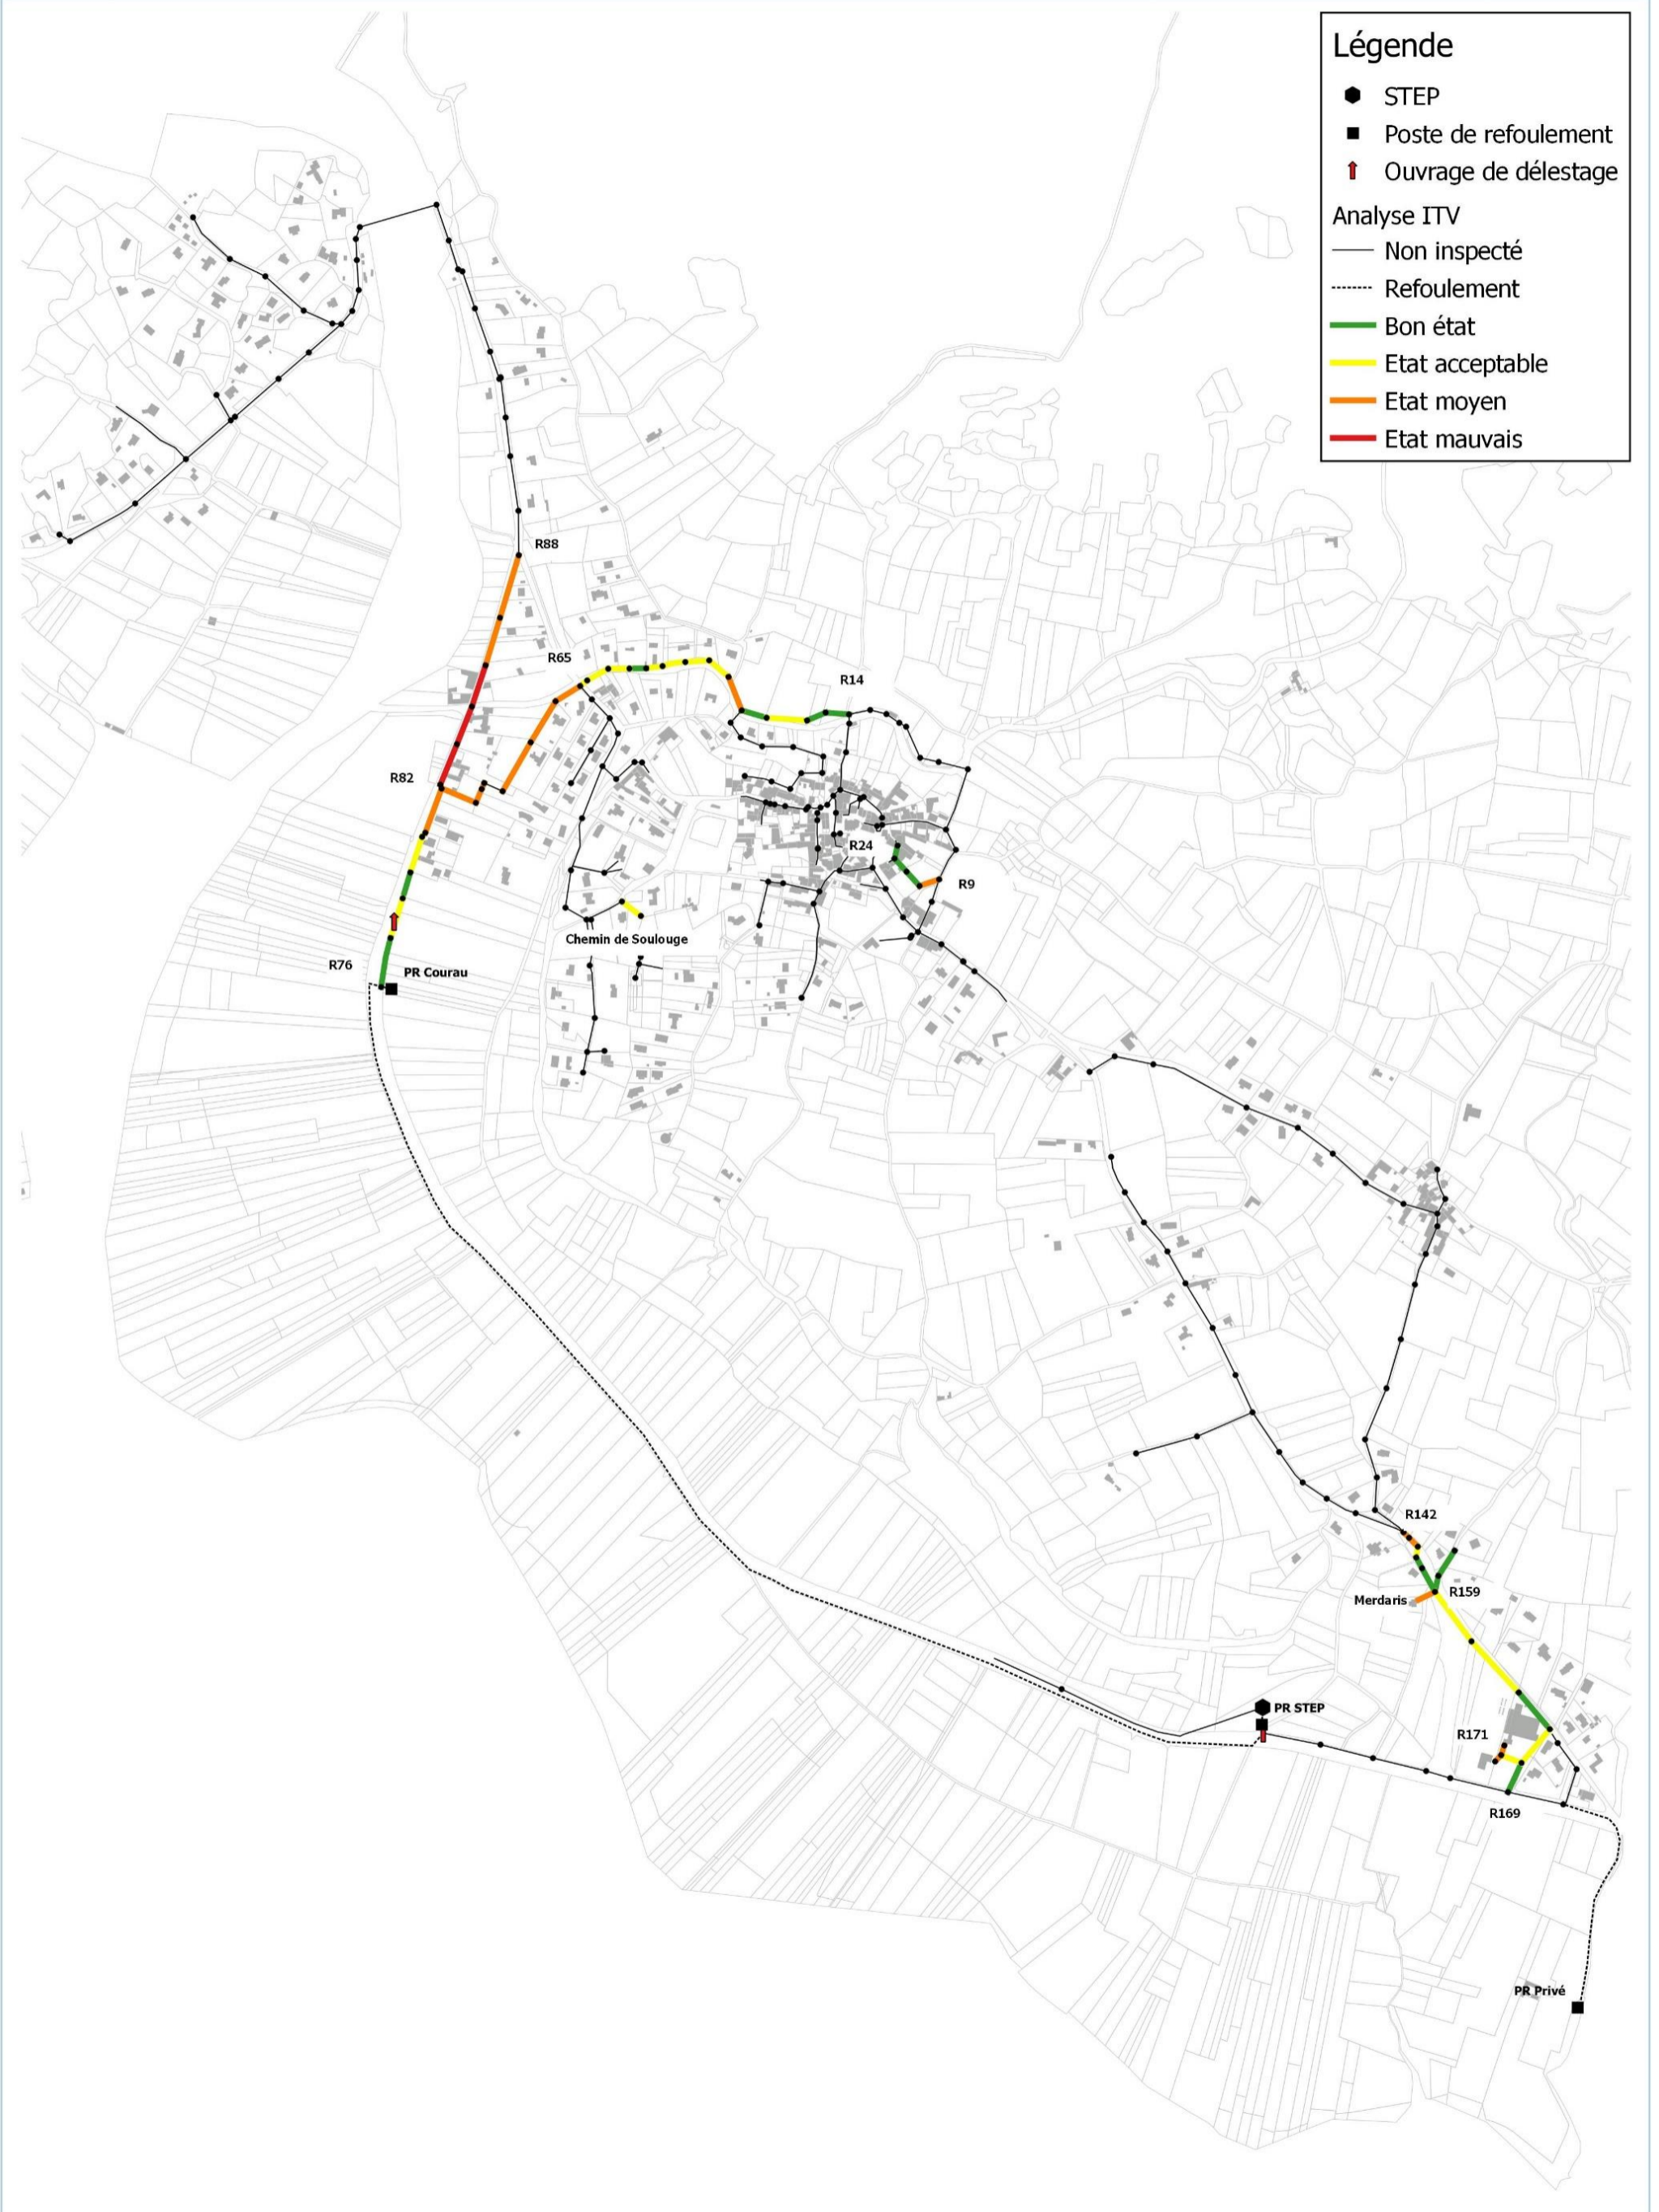 Légende
STEP
Poste de refoulement
Ouvrage de délestage
Analyse ITV
Non inspecté
Refoulement
Bon état
Etat acceptable
Etat moyen
Etat mauvais
R88
R65
R14
R82
R24
R9
Chemin de Soulouge
R76
PR Courau
R142
R159
Merdaris
PR STEP
R171
R169
PR Privé